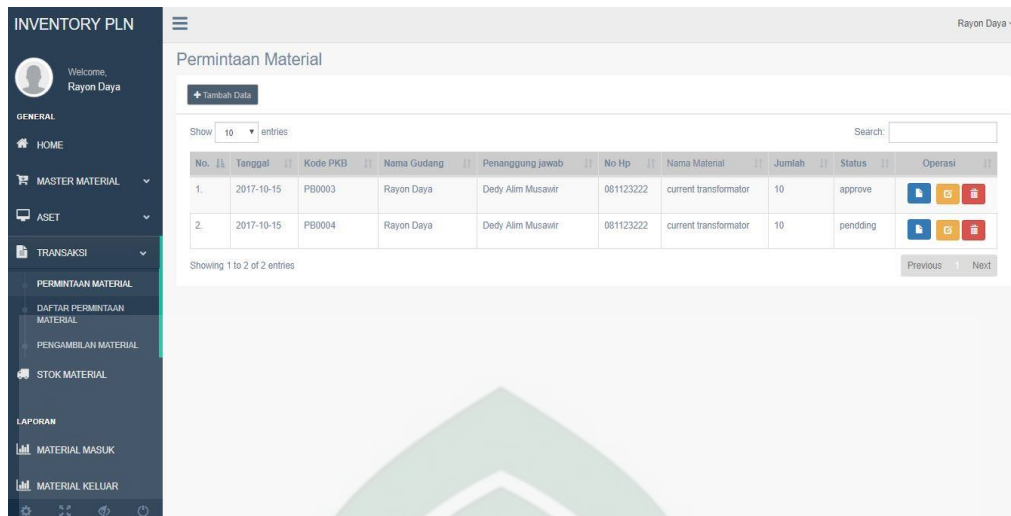 INVENTORY PLN
Rayon Daya
Welcome,
Rayon Daya
GENERAL
HOME
MASTER MATERIAL
ASET
TRANSAKSI
PERMINTAAN MATERIAL
DAFTAR PERMINTAAN
MATERIAL
PENGAMBILAN MATERIAL
STOK MATERIAL
LAPORAN
MATERIAL MASUK
MATERIAL KELUAR
Permintaan Material
Tambah Data
Show 10 entries Search:
No. Tanggal Kode PKB Nama Gudang Penanggung jawab No Hp Nama Material Jumlah Status Operasi
1. 2017-10-15 PB0003 Rayon Daya Dedy Alim Musawir 081123222 current transformator 10 approve
2. 2017-10-15 PB0004 Rayon Daya Dedy Alim Musawir 081123222 current transformator 10 pendding
Showing 1 to 2 of 2 entries Previous 1 Next